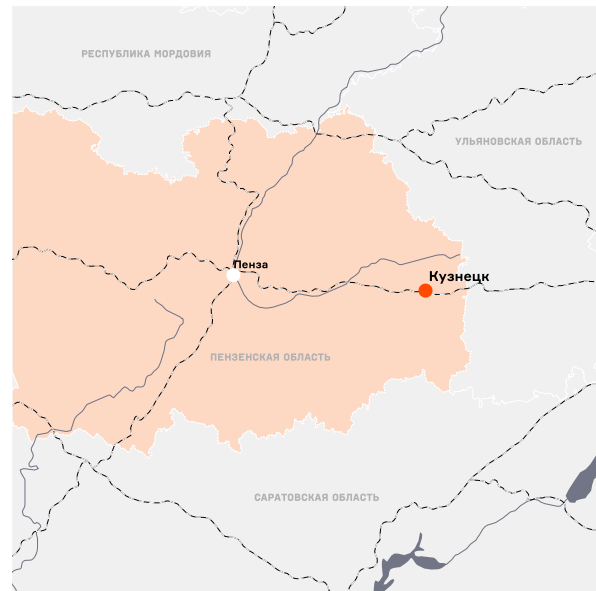 РЕСПУБЛИКА МОРДОВИЯ
УЛЬЯНОВСКАЯ ОБЛАСТЬ
Пенза
Кузнецк
ПЕНЗЕНСКАЯ ОБЛАСТЬ
САРАТОВСКАЯ ОБЛАСТЬ